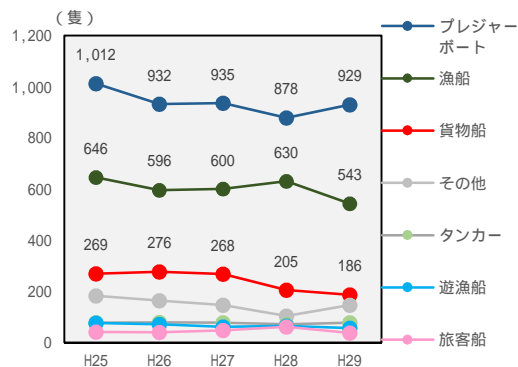 （隻）
1,200
1,000
800
600
400
200
0
1,012
932
935
878
929
646
596
600
630
543
269
276
268
205
186
H25
H26
H27
H28
H29
プレジャー
ボート
漁船
貨物船
その他
タンカー
遊漁船
旅客船